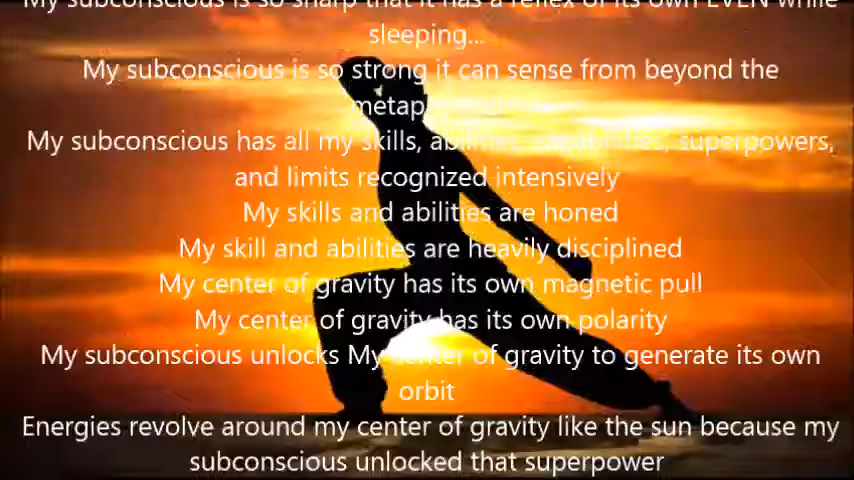 My subconscious is so sharp that it has a reflex of its own EVEN while
sleeping...
My subconscious is so strong it can sense from beyond the
My subconscious has all my skills, abilities, capabilities, superpowers,
and limits recognized intensively
My skills and abilities are honed
My skill and abilities are heavily disciplined
My center of gravity has its own magnetic pull
My center of gravity has its own polarity
My subconscious unlocks My center of gravity to generate its own
orbit
Energies revolve around my center of gravity like the sun because my
subconscious unlocked that superpower